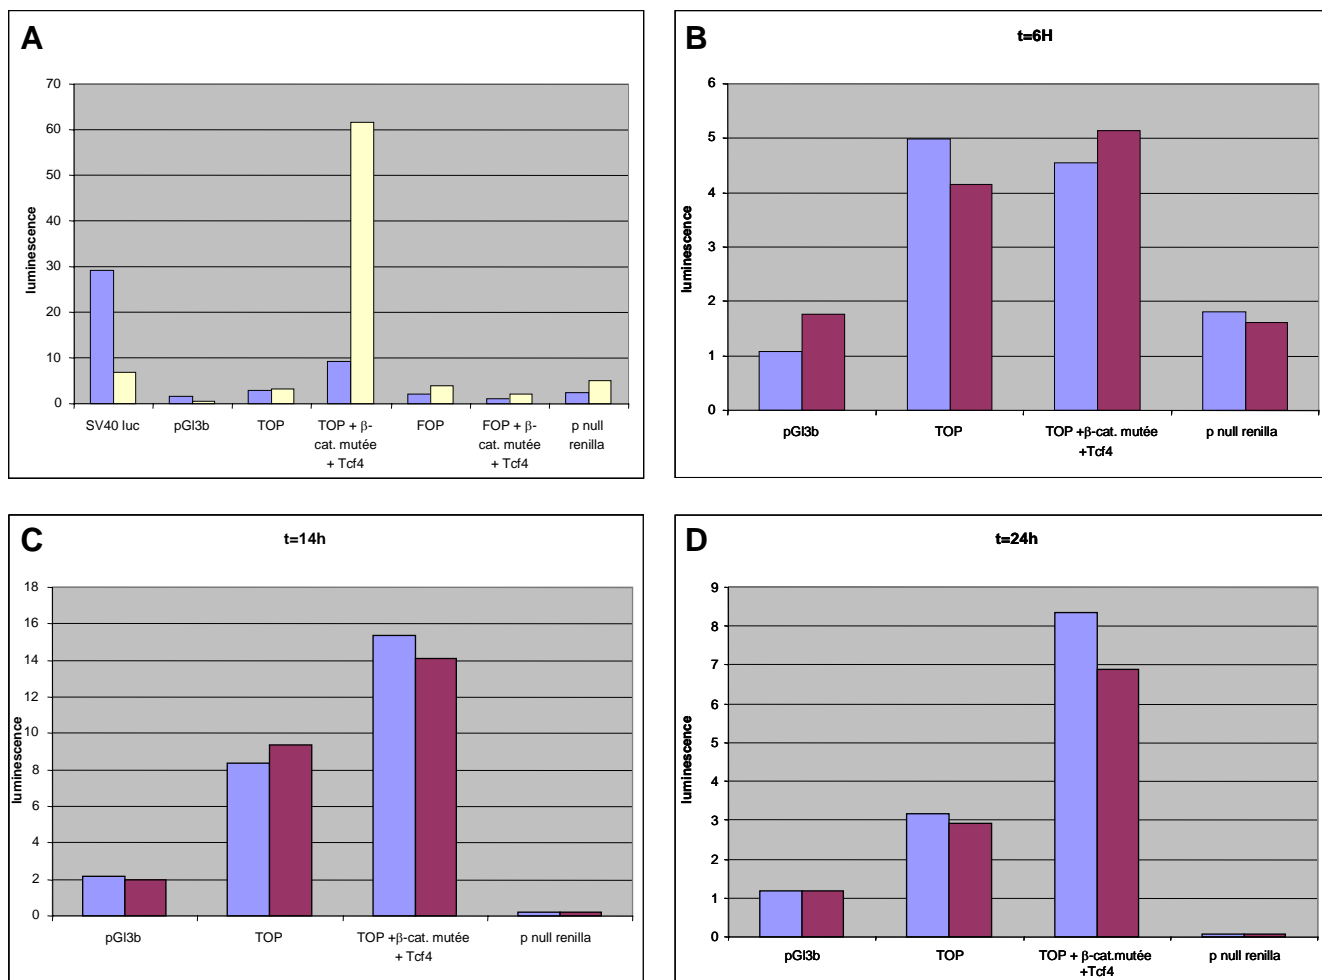 A
70
60
50
40
30
20
10
0
luminescence
SV40 luc
pGl3b
TOP
TOP + β-
cat. mutée
+ Tcf4
FOP
FOP + β-
cat. mutée
+ Tcf4
p null
renilla
B
t=6H
6
5
4
3
2
1
0
luminescence
pGl3b
TOP
TOP +β-cat. mutée
+Tcf4
p null renilla
C
t=14h
18
16
14
12
10
8
6
4
2
0
luminescence
pGl3b
TOP
TOP +β-cat. mutée
+ Tcf4
p null renilla
D
t=24h
9
8
7
6
5
4
3
2
1
0
luminescence
pGl3b
TOP
TOP + β-cat.mutée
+Tcf4
p null renilla